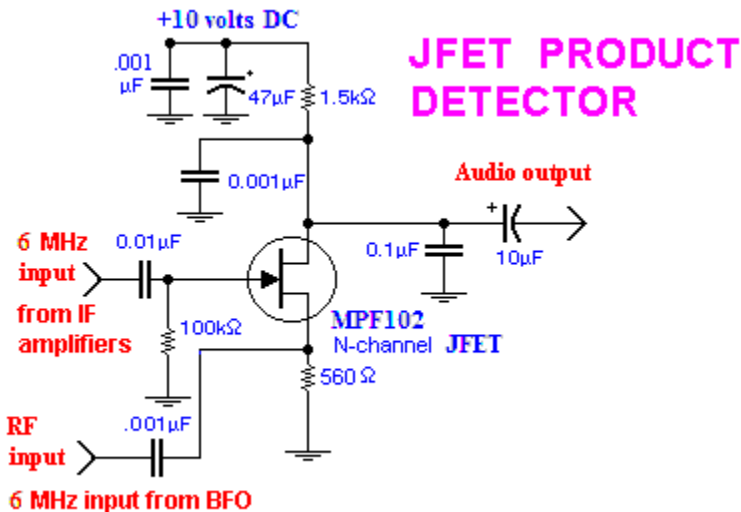 +10 volts DC
JFET PRODUCT
DETECTOR
.001
µF
47µF
+
1.5kΩ
0.001µF
Audio output
+
6 MHz
input
from IF
amplifiers
0.01µF
0.1µF
10µF
100kΩ
MPF102
N-channel JFET
560 Ω
.001µF
RF
input
6 MHz input from BFO